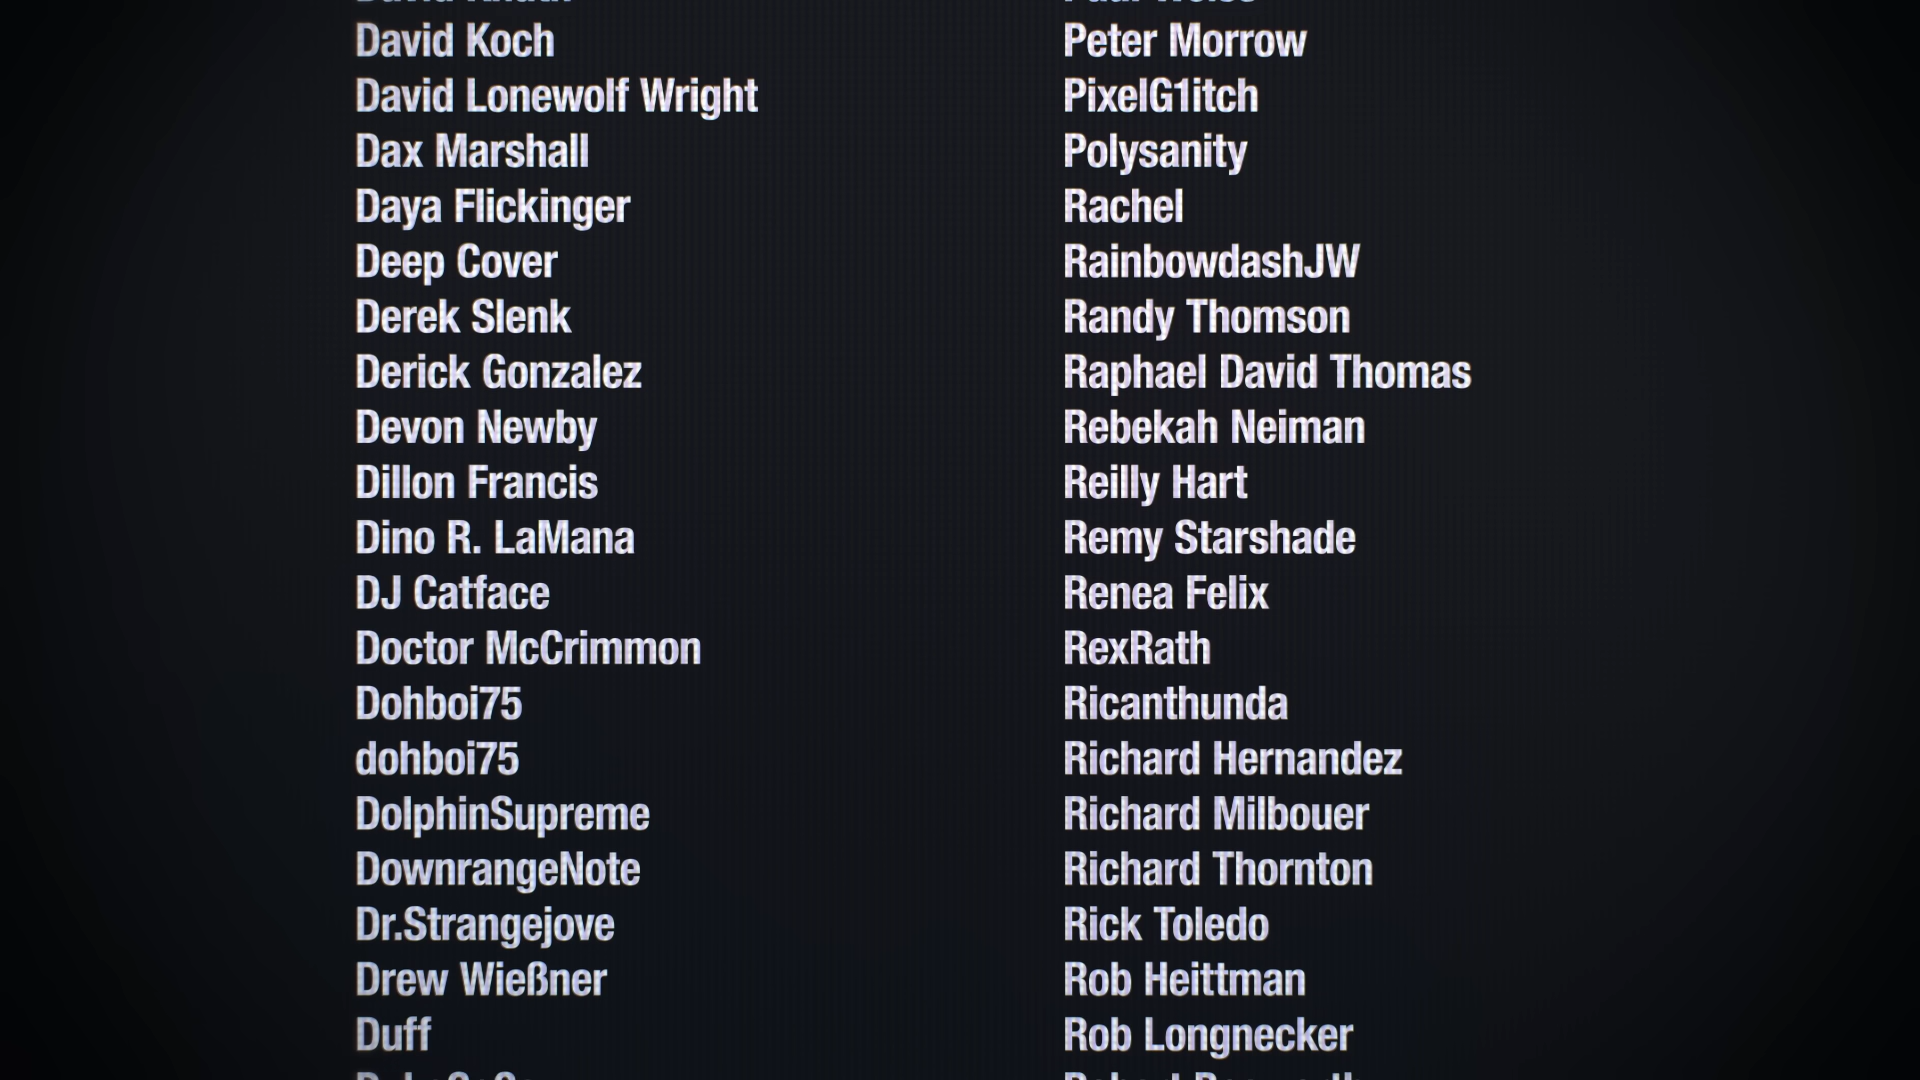 David Koch
David Lonewolf Wright
Dax Marshall
Daya Flickinger
Deep Cover
Derek Slenk
Derick Gonzalez
Devon Newby
Dillon Francis
Dino R. LaMana
DJ Catface
Doctor McCrimmon
Dohboi75
dohboi75
DolphinSupreme
DownrangeNote
Dr.Strangejove
Drew Wießner
Duff
Peter Morrow
PixelG1itch
Polysanity
Rachel
RainbowdashJW
Randy Thomson
Raphael David Thomas
Rebekah Neiman
Reilly Hart
Remy Starshade
Renea Felix
RexRath
Ricanthunda
Richard Hernandez
Richard Milbouer
Richard Thornton
Rick Toledo
Rob Heittman
Rob Longnecker